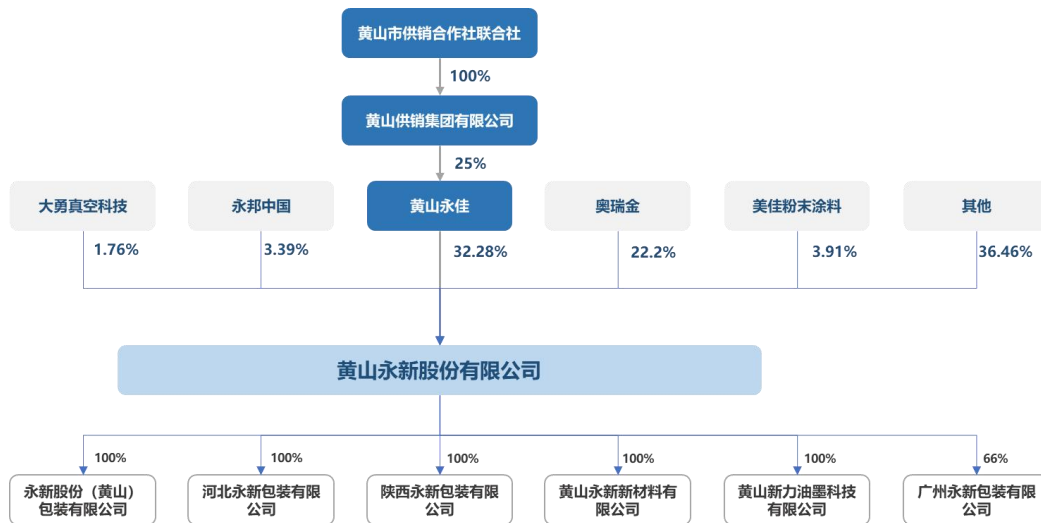 黄山市供销合作社联合社
100%
黄山供销集团有限公司
25%
大勇真空科技
永邦中国
黄山永佳
奥瑞金
美佳粉末涂料
其他
1.76%
3.39%
32.28%
22.2%
3.91%
36.46%
黄山永新股份有限公司
100%
100%
100%
100%
100%
66%
永新股份（黄山）
包装有限公司
河北永新包装有限
公司
陕西永新包装有限
公司
黄山永新新材料有
限公司
黄山新力油墨科技
有限公司
广州永新包装有限
公司